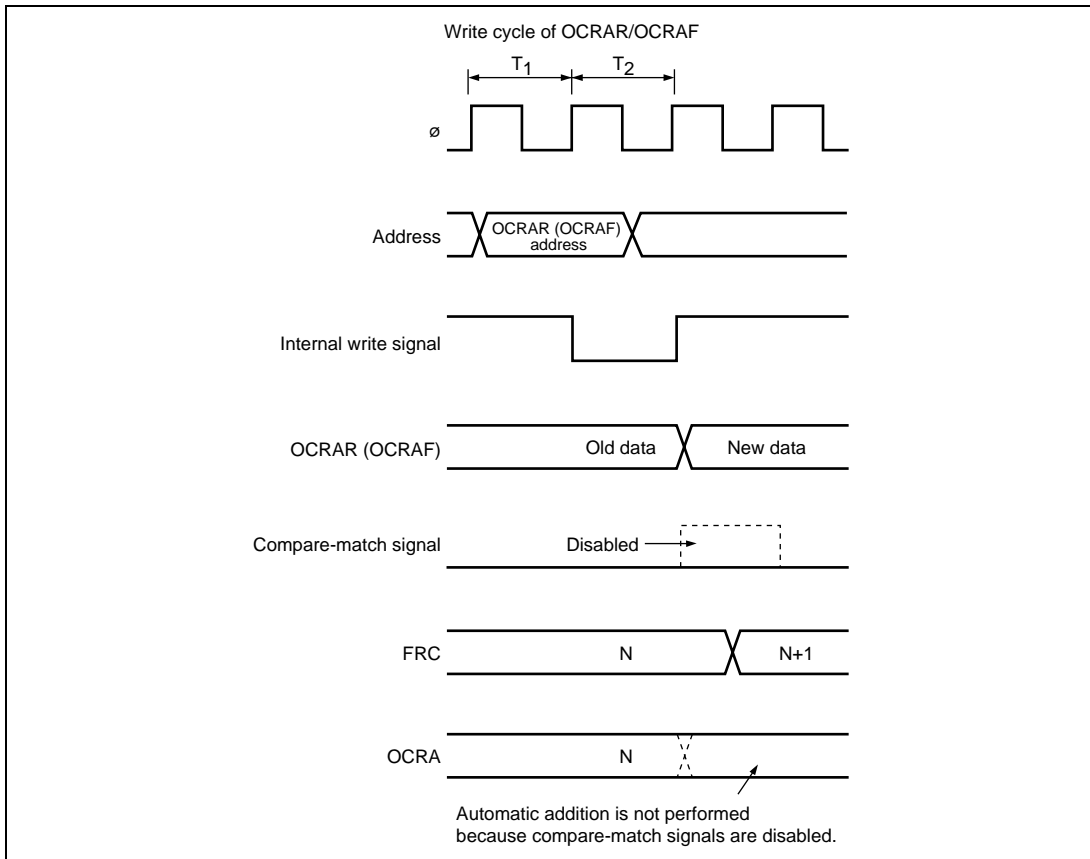 Write cycle of OCRAR/OCRAF
T1 T2
ø
Address
OCRAR (OCRAF)
address
Internal write signal
OCRAR (OCRAF) Old data New data
Compare-match signal Disabled
FRC N N+1
OCRA N
Automatic addition is not performed
because compare-match signals are disabled.